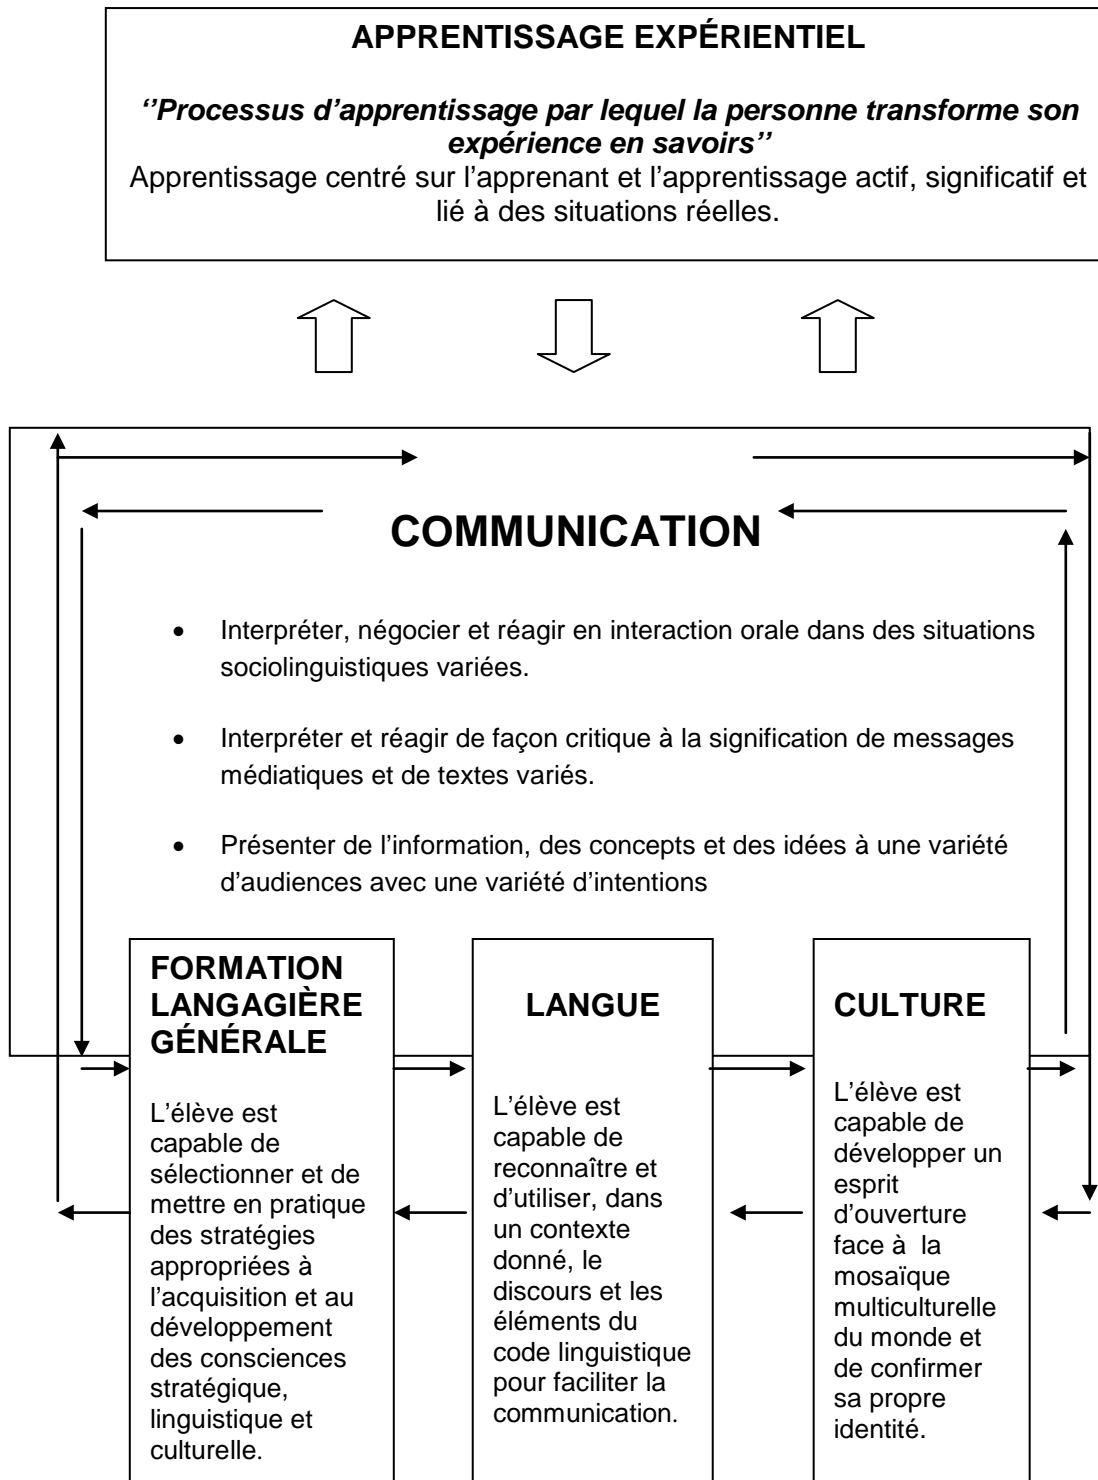 APPRENTISSAGE EXPÉRIENTIEL
‘’Processus d’apprentissage par lequel la personne transforme son
expérience en savoirs’’
Apprentissage centré sur l’apprenant et l’apprentissage actif, significatif et
lié à des situations réelles.
COMMUNICATION
• Interpréter, négocier et réagir en interaction orale dans des situations
sociolinguistiques variées.
• Interpréter et réagir de façon critique à la signification de messages
médiatiques et de textes variés.
• Présenter de l’information, des concepts et des idées à une variété
d’audiences avec une variété d’intentions
FORMATION
LANGAGIÈRE
GÉNÉRALE
L’élève est
capable de
sélectionner et de
mettre en pratique
des stratégies
appropriées à
l’acquisition et au
développement
des consciences
stratégique,
linguistique et
culturelle.
LANGUE
L’élève est
capable de
reconnaître et
d’utiliser, dans
un contexte
donné, le
discours et les
éléments du
code linguistique
pour faciliter la
communication.
CULTURE
L’élève est
capable de
développer un
esprit
d’ouverture
face à la
mosaïque
multiculturelle
du monde et
de confirmer
sa propre
identité.